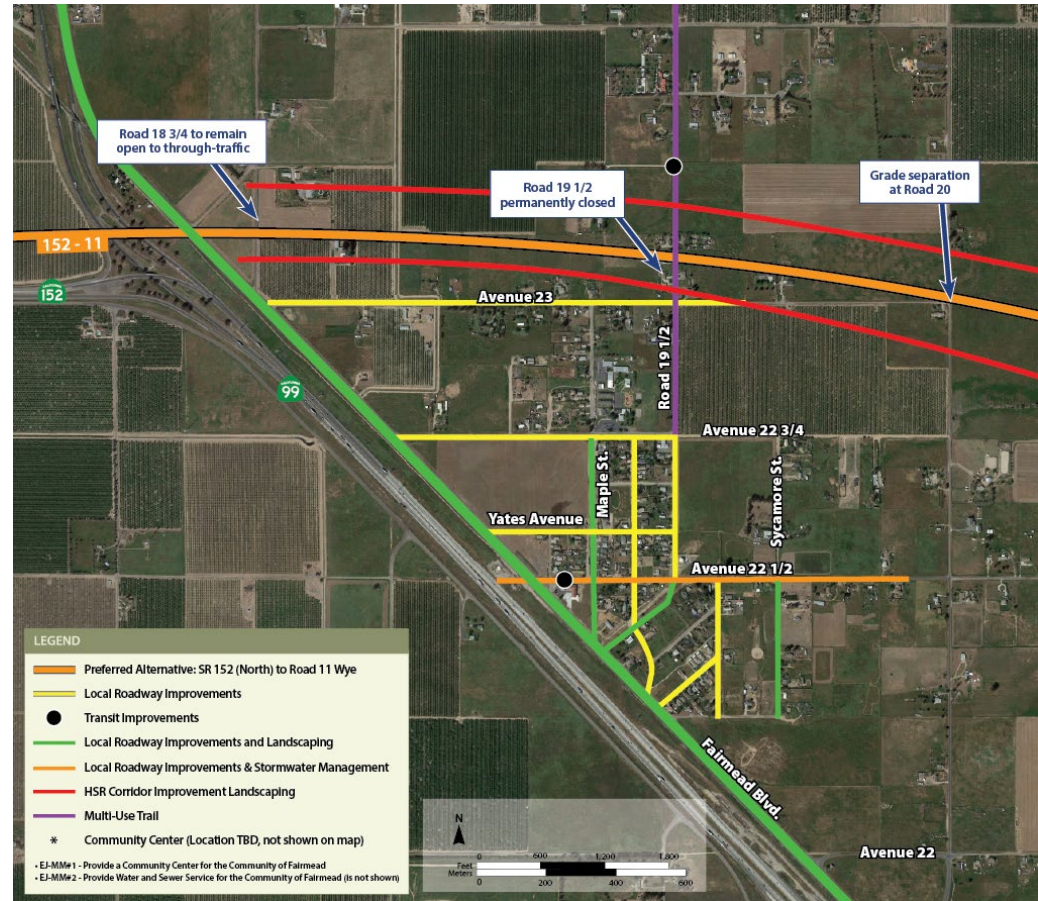 Road 18 3/4 to remain
open to through-traffic
Road 19 1/2
permanently closed
Grade separation
at Road 20
152 - 11
152
Avenue 23
99
Road 19 1/2
Avenue 22 3/4
Maple St.
Sycamore St.
Yates Avenue
Avenue 22 1/2
Fairmead Blvd.
Avenue 22
LEGEND
Preferred Alternative: SR 152 (North) to Road 11 Wye
Local Roadway Improvements
Transit Improvements
Local Roadway Improvements and Landscaping
Local Roadway Improvements & Stormwater Management
HSR Corridor Improvement Landscaping
Multi-Use Trail
* Community Center (Location TBD, not shown on map)
• EJ-MM#1 - Provide a Community Center for the Community of Fairmead
• EJ-MM#2 - Provide Water and Sewer Service for the Community of Fairmead (is not shown)
N
0 600 1,200 1,800
Feet
Meters
0 200 400 600